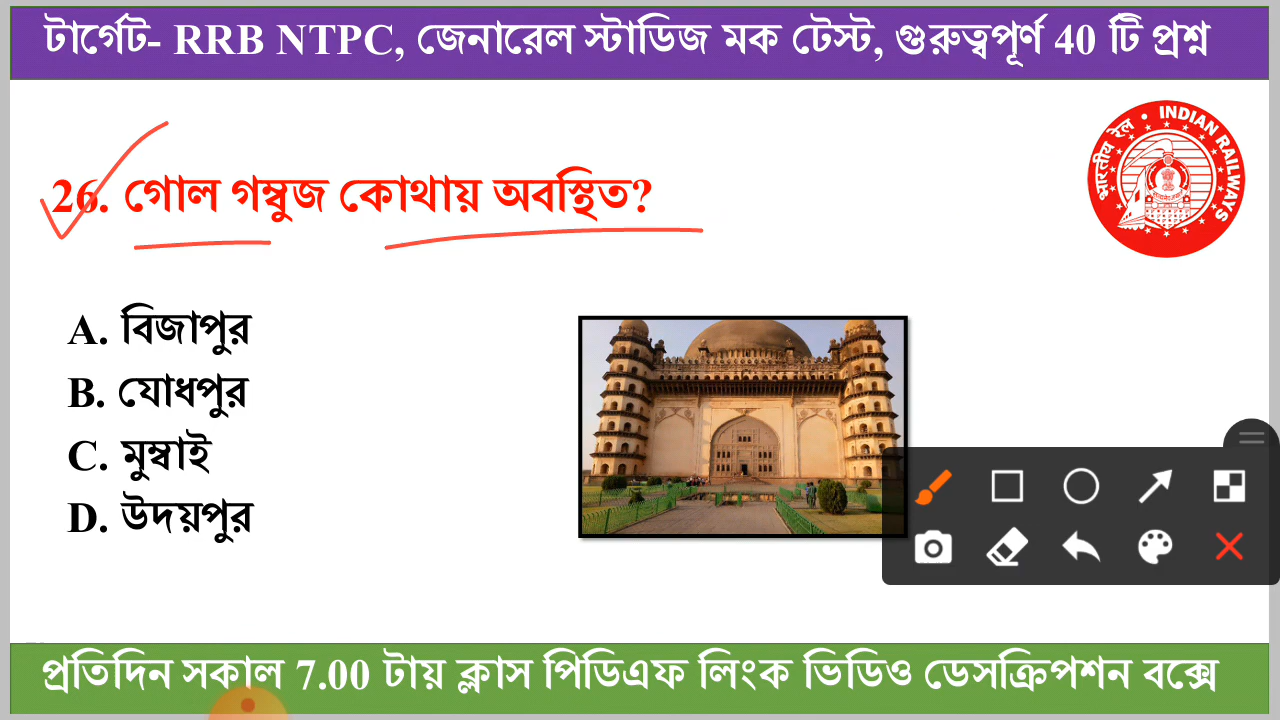 টার্গেট- RRB NTPC, জেনারেল স্টাডিজ মক টেস্ট, গুরুত্বপূর্ণ 40 টি প্রশ্ন
भारतीय रेल • INDIAN RAILWAYS
26. গোল গম্বুজ কোথায় অবস্থিত?
A. বিজাপুর
B. যোধপুর
C. মুম্বাই
D. উদয়পুর
প্রতিদিন সকাল 7.00 টায় ক্লাস পিডিএফ লিংক ভিডিও ডেসক্রিপশন বক্সে